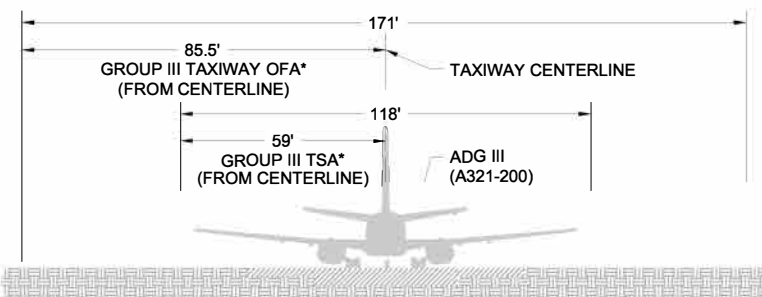 171'
85.5'
GROUP III TAXIWAY OFA*
(FROM CENTERLINE)
TAXIWAY CENTERLINE
118'
59'
GROUP III TSA*
(FROM CENTERLINE)
ADG III
(A321-200)